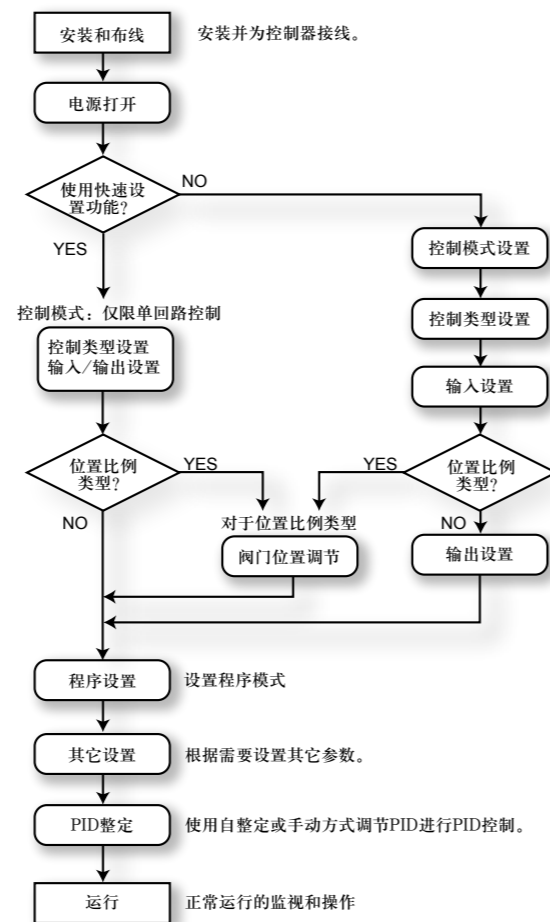 安装和布线
安装并为控制器接线。
电源打开
使用快速设
置功能?
NO
YES
控制模式设置
控制模式：仅限单回路控制
控制类型设置
输入/输出设置
控制类型设置
输入设置
位置比例
类型?
YES
NO
YES
位置比例
类型?
NO
对于位置比例类型
阀门位置调节
输出设置
程序设置
设置程序模式
其它设置
根据需要设置其它参数。
PID整定
使用自整定或手动方式调节PID进行PID控制。
运行
正常运行的监视和操作